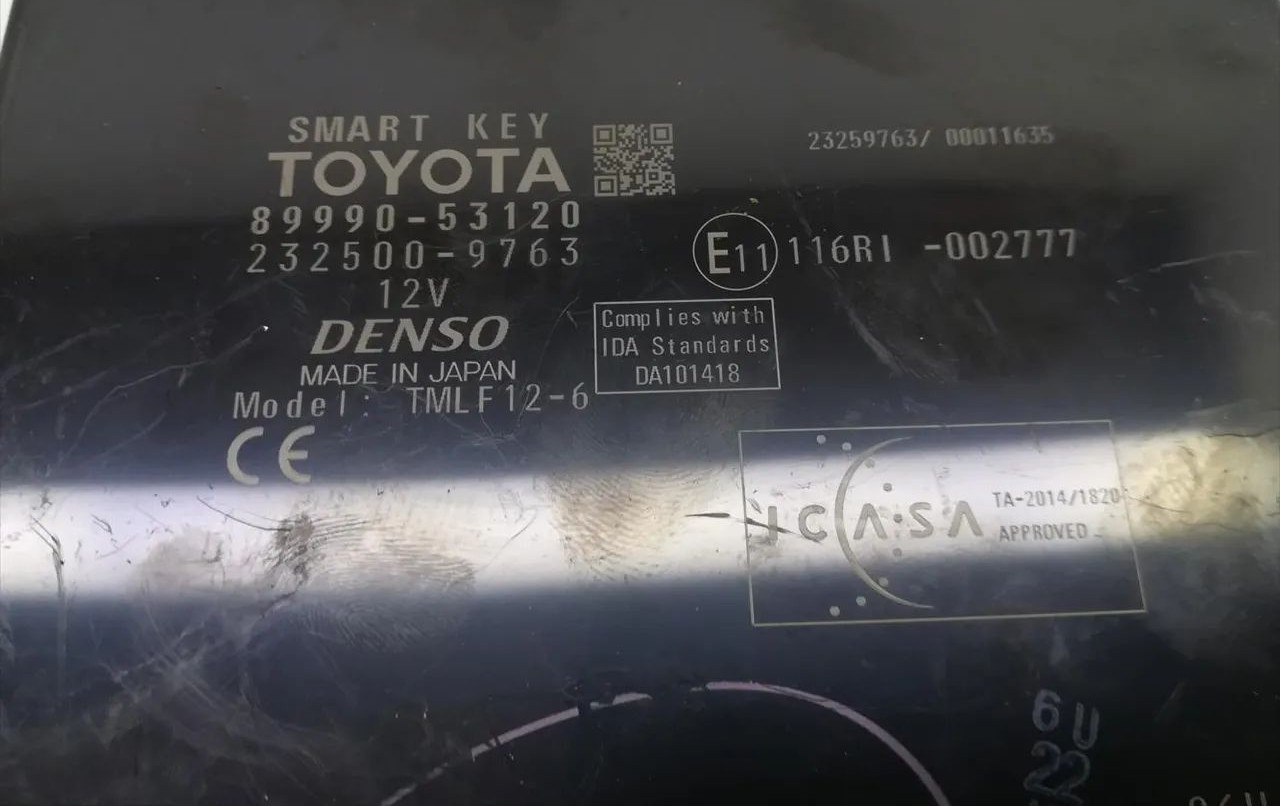 SMART KEY
TOYOTA
89990-53120
232500-9763
12V
DENSO
MADE IN JAPAN
Model: TMLF12-6
CE
23259763/ 00011635
E11 116RI -002777
Complies with
IDA Standards
DA101418
ICASA
TA-2014/1820
APPROVED
6U
22